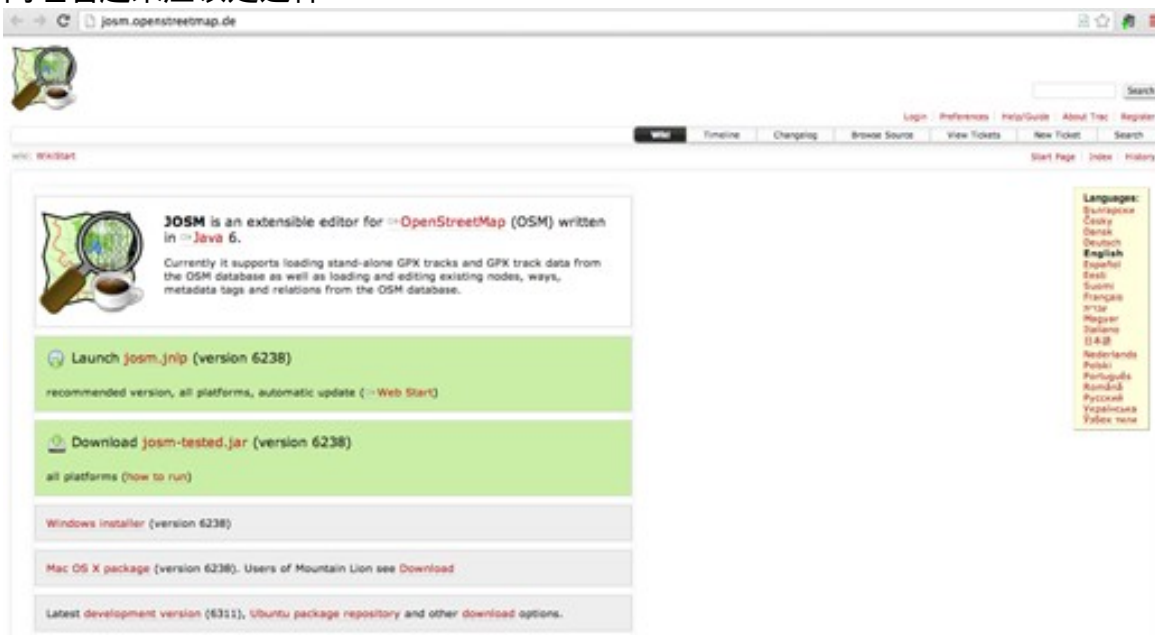 josm.openstreetmap.de
Search
Login Preferences Help/Guide About Trac Register
Wiki Timeline Changelog Browse Source View Tickets New Ticket Search
wiki: WikiStart
Start Page Index History
JOSM is an extensible editor for OpenStreetMap (OSM) written
in Java 6.
Currently it supports loading stand-alone GPX tracks and GPX track data from
the OSM database as well as loading and editing existing nodes, ways,
metadata tags and relations from the OSM database.
Launch josm.jnlp (version 6238)
recommended version, all platforms, automatic update (Web Start)
Download josm-tested.jar (version 6238)
all platforms (how to run)
Windows installer (version 6238)
Mac OS X package (version 6238). Users of Mountain Lion see Download
Latest development version (6311), Ubuntu package repository and other download options.
Languages:
Български
Česky
Dansk
Deutsch
English
Español
Eesti
Suomi
Français
עברית
Magyar
Italiano
日本語
Nederlands
Polski
Português
Română
Русский
Українська
Ўзбек тили